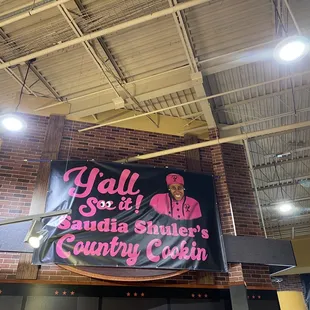 Y'all
See it!
Saudia Shuler's
Country Cookin